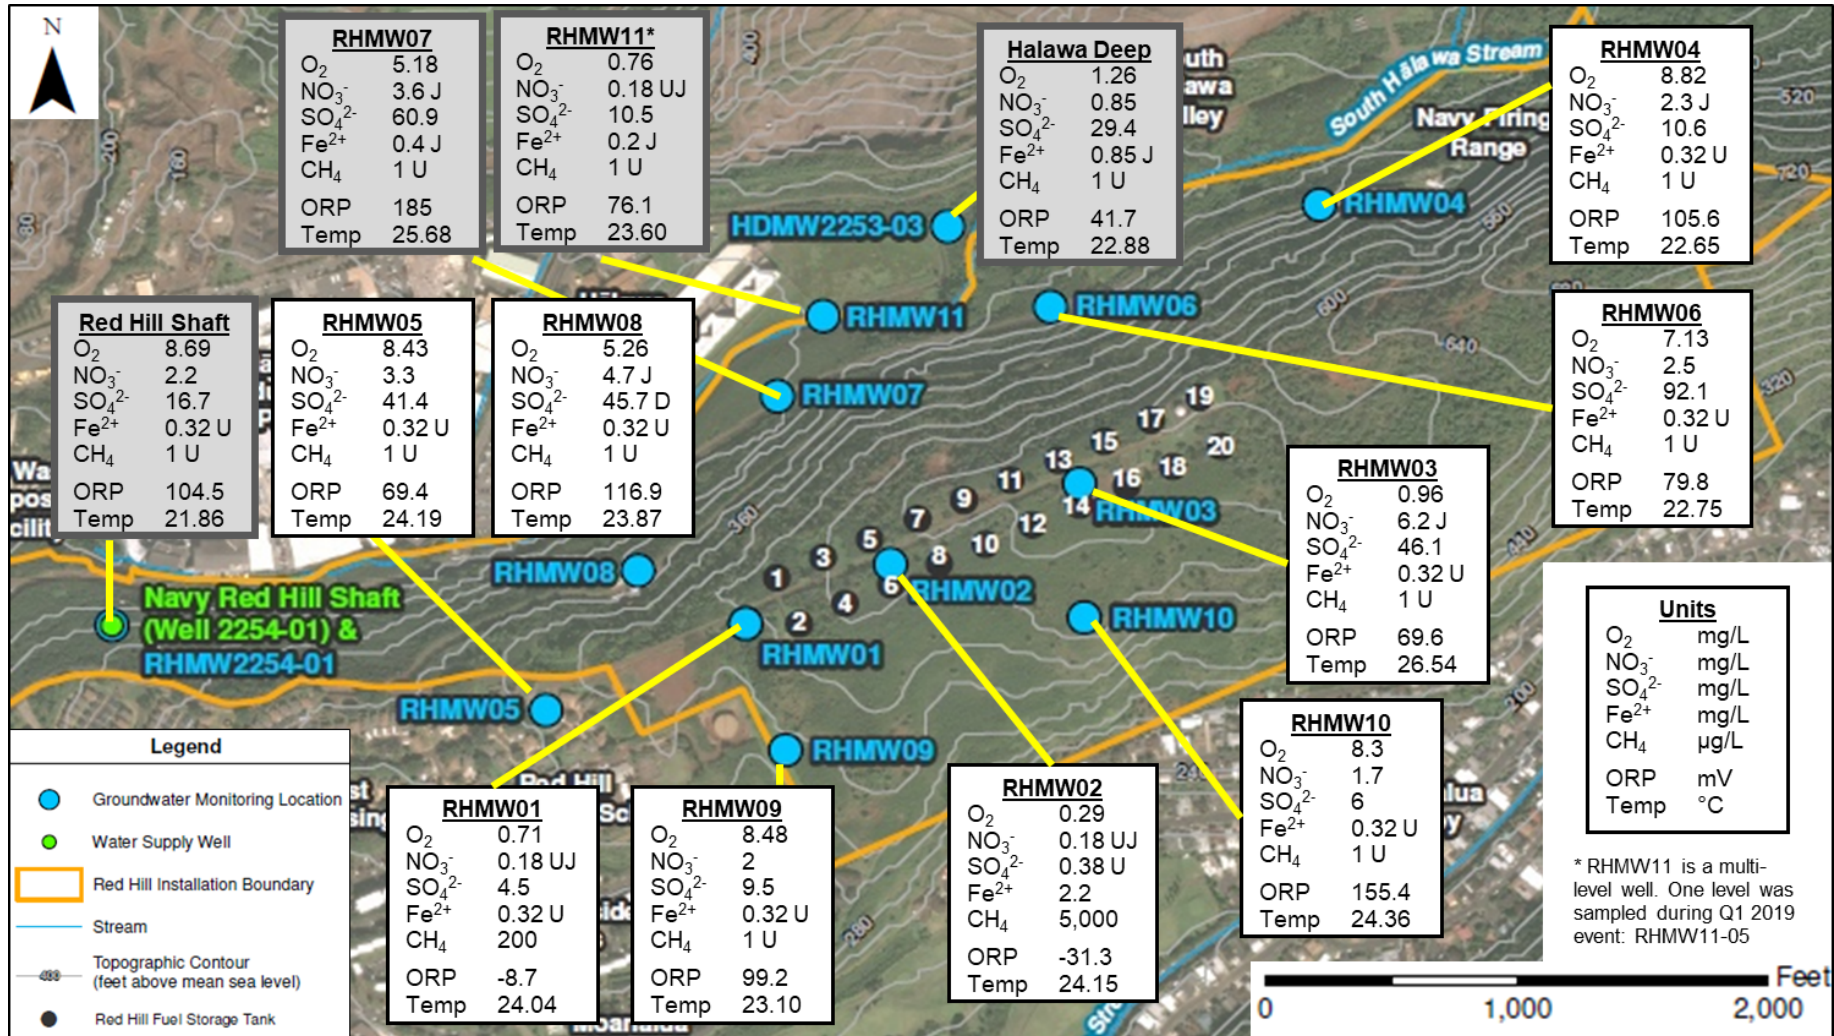 N
RHMW07
O2 5.18
NO3- 3.6 J
SO42- 60.9
Fe2+ 0.4 J
CH4 1 U
ORP 185
Temp 25.68
RHMW11*
O2 0.76
NO3- 0.18 UJ
SO42- 10.5
Fe2+ 0.2 J
CH4 1 U
ORP 76.1
Temp 23.60
Halawa Deep
O2 1.26
NO3- 0.85
SO42- 29.4
Fe2+ 0.85 J
CH4 1 U
ORP 41.7
Temp 22.88
RHMW04
O2 8.82
NO3- 2.3 J
SO42- 10.6
Fe2+ 0.32 U
CH4 1 U
ORP 105.6
Temp 22.65
South Hālawa Stream
Navy Firing
Range
HDMW2253-03
RHMW04
RHMW11
RHMW06
RHMW07
Red Hill Shaft
O2 8.69
NO3- 2.2
SO42- 16.7
Fe2+ 0.32 U
CH4 1 U
ORP 104.5
Temp 21.86
RHMW05
O2 8.43
NO3- 3.3
SO42- 41.4
Fe2+ 0.32 U
CH4 1 U
ORP 69.4
Temp 24.19
RHMW08
O2 5.26
NO3- 4.7 J
SO42- 45.7 D
Fe2+ 0.32 U
CH4 1 U
ORP 116.9
Temp 23.87
RHMW06
O2 7.13
NO3- 2.5
SO42- 92.1
Fe2+ 0.32 U
CH4 1 U
ORP 79.8
Temp 22.75
RHMW03
O2 0.96
NO3- 6.2 J
SO42- 46.1
Fe2+ 0.32 U
CH4 1 U
ORP 69.6
Temp 26.54
200
160
80
400
520
720
560
600
640
320
360
440
200
240
280
19
17
15
20
13
18
11
16
9
14
7
12
5
10
3
8
1
6
4
2
RHMW03
RHMW08
RHMW02
RHMW10
RHMW01
Navy Red Hill Shaft
(Well 2254-01) &
RHMW2254-01
RHMW05
RHMW09
Red Hill
Moanalua
Units
O2 mg/L
NO3- mg/L
SO42- mg/L
Fe2+ mg/L
CH4 µg/L
ORP mV
Temp °C
* RHMW11 is a multi-
level well. One level was
sampled during Q1 2019
event: RHMW11-05
RHMW01
O2 0.71
NO3- 0.18 UJ
SO42- 4.5
Fe2+ 0.32 U
CH4 200
ORP -8.7
Temp 24.04
RHMW09
O2 8.48
NO3- 2
SO42- 9.5
Fe2+ 0.32 U
CH4 1 U
ORP 99.2
Temp 23.10
RHMW02
O2 0.29
NO3- 0.18 UJ
SO42- 0.38 U
Fe2+ 2.2
CH4 5,000
ORP -31.3
Temp 24.15
RHMW10
O2 8.3
NO3- 1.7
SO42- 6
Fe2+ 0.32 U
CH4 1 U
ORP 155.4
Temp 24.36
Legend
Groundwater Monitoring Location
Water Supply Well
Red Hill Installation Boundary
Stream
Topographic Contour
(feet above mean sea level)
Red Hill Fuel Storage Tank
Feet
0 1,000 2,000